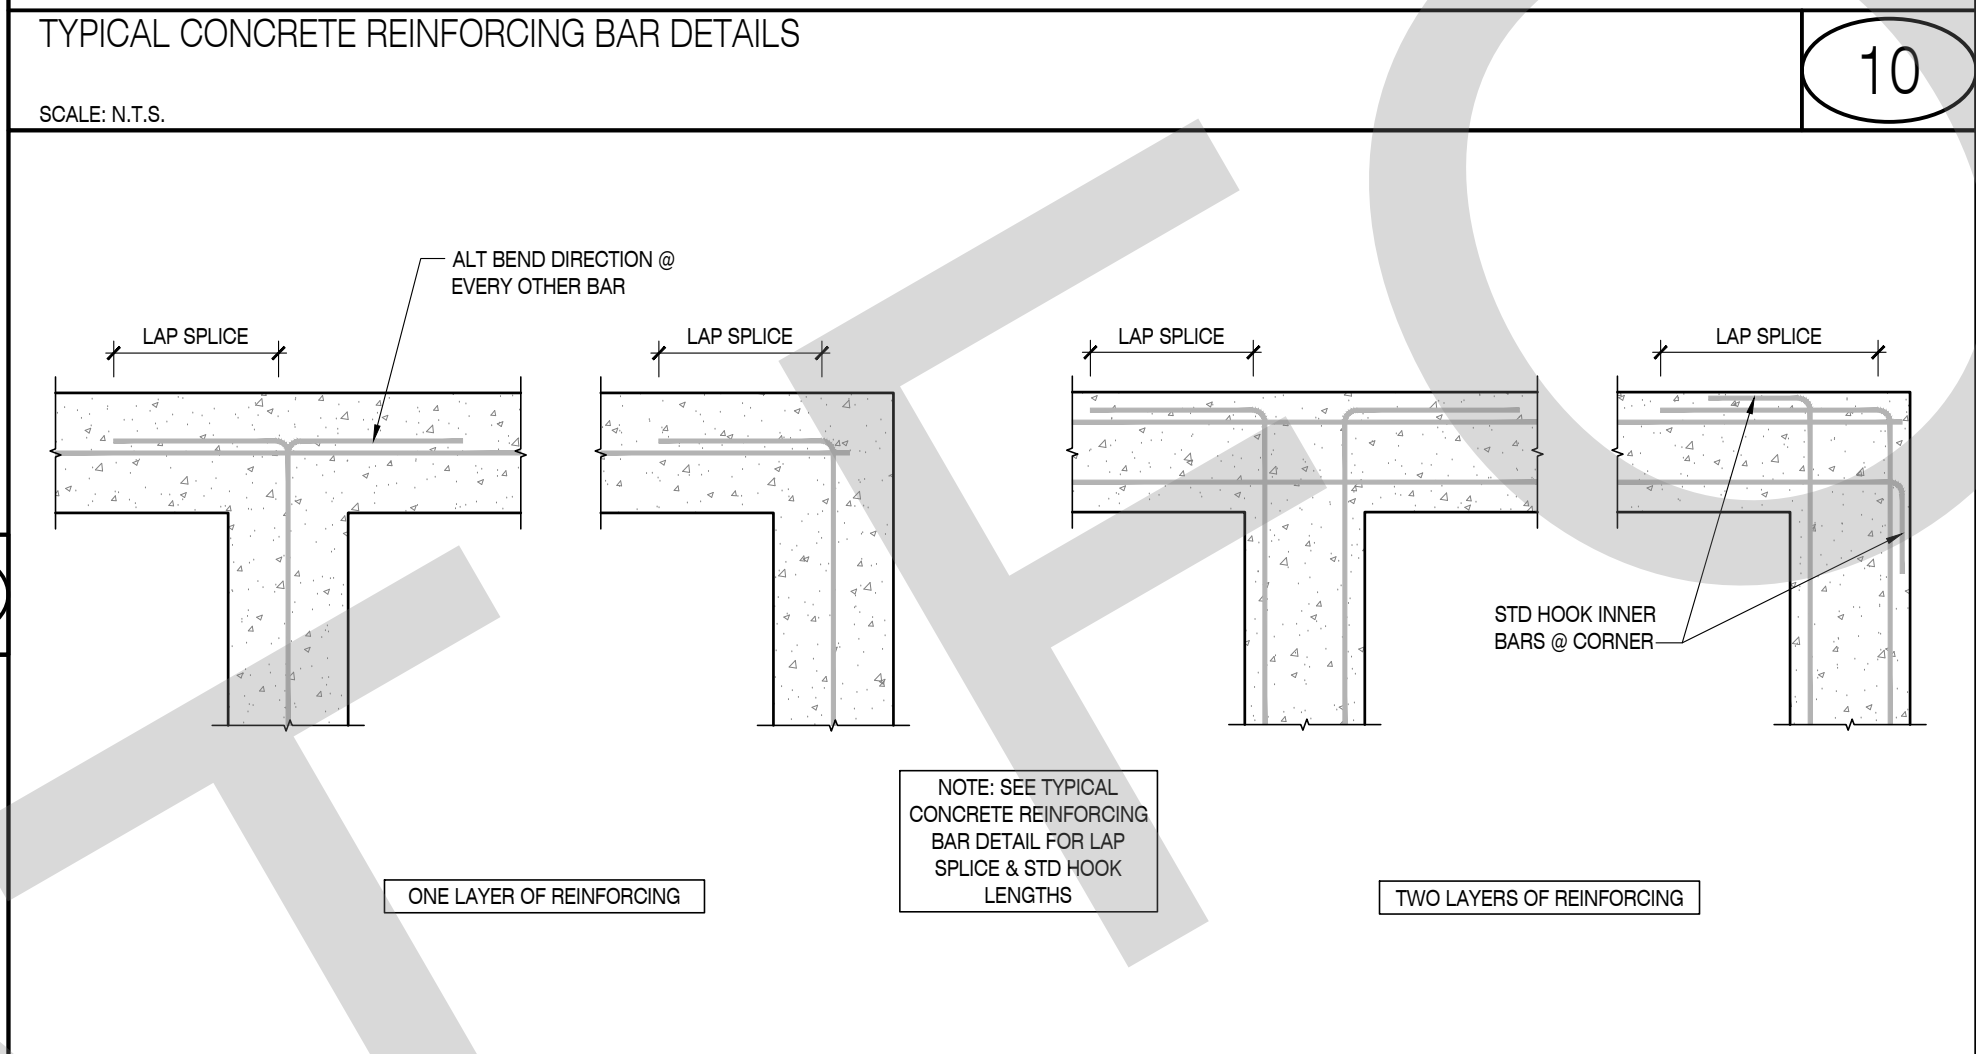 TYPICAL CONCRETE REINFORCING BAR DETAILS
10
SCALE: N.T.S.
ALT BEND DIRECTION @
EVERY OTHER BAR
LAP SPLICE
LAP SPLICE
LAP SPLICE
LAP SPLICE
STD HOOK INNER
BARS @ CORNER
NOTE: SEE TYPICAL
CONCRETE REINFORCING
BAR DETAIL FOR LAP
SPLICE & STD HOOK
LENGTHS
ONE LAYER OF REINFORCING
TWO LAYERS OF REINFORCING